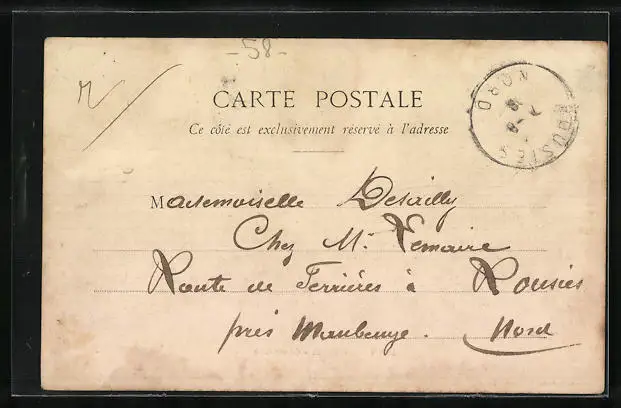 -58-
CARTE POSTALE
Ce côté est exclusivement réservé à l'adresse
NORD
ROUSIES
Mademoiselle Desailly
Chez Mr Lemaire
Route de Ferrières à Rousies
près Maubeuge. Nord